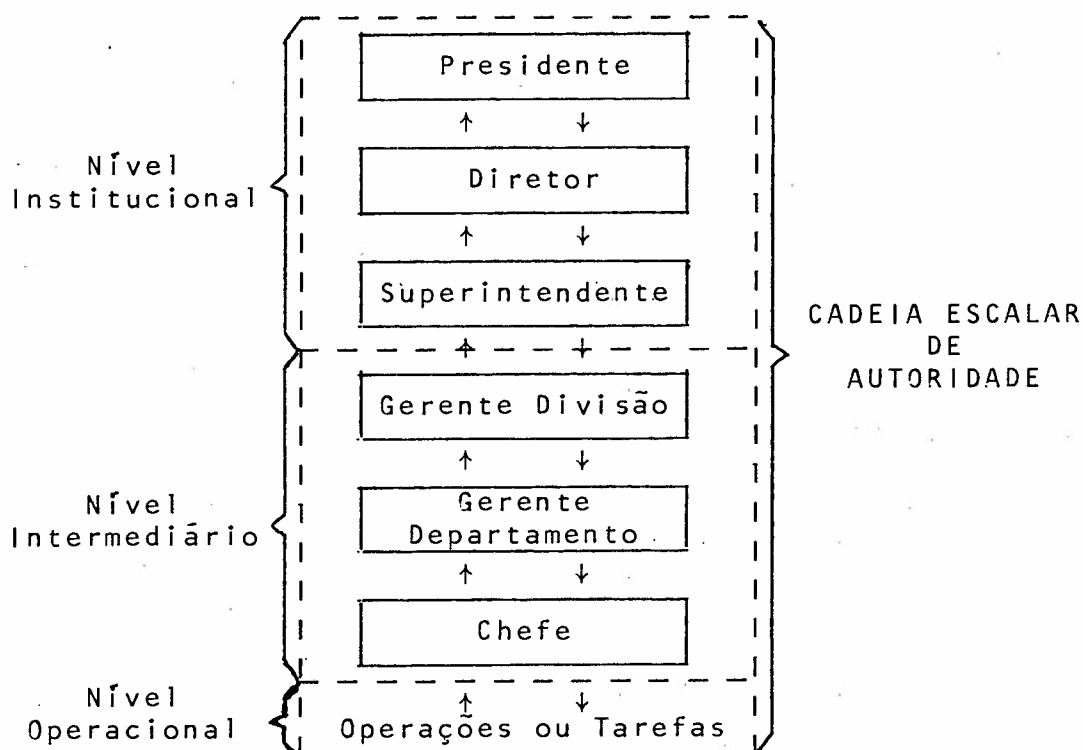 Presidente
Nível
Institucional
Diretor
Superintendente
CADEIA ESCALAR
DE
AUTORIDADE
Gerente Divisão
Nível
Intermediário
Gerente
Departamento
Chefe
Nível
Operacional
Operações ou Tarefas